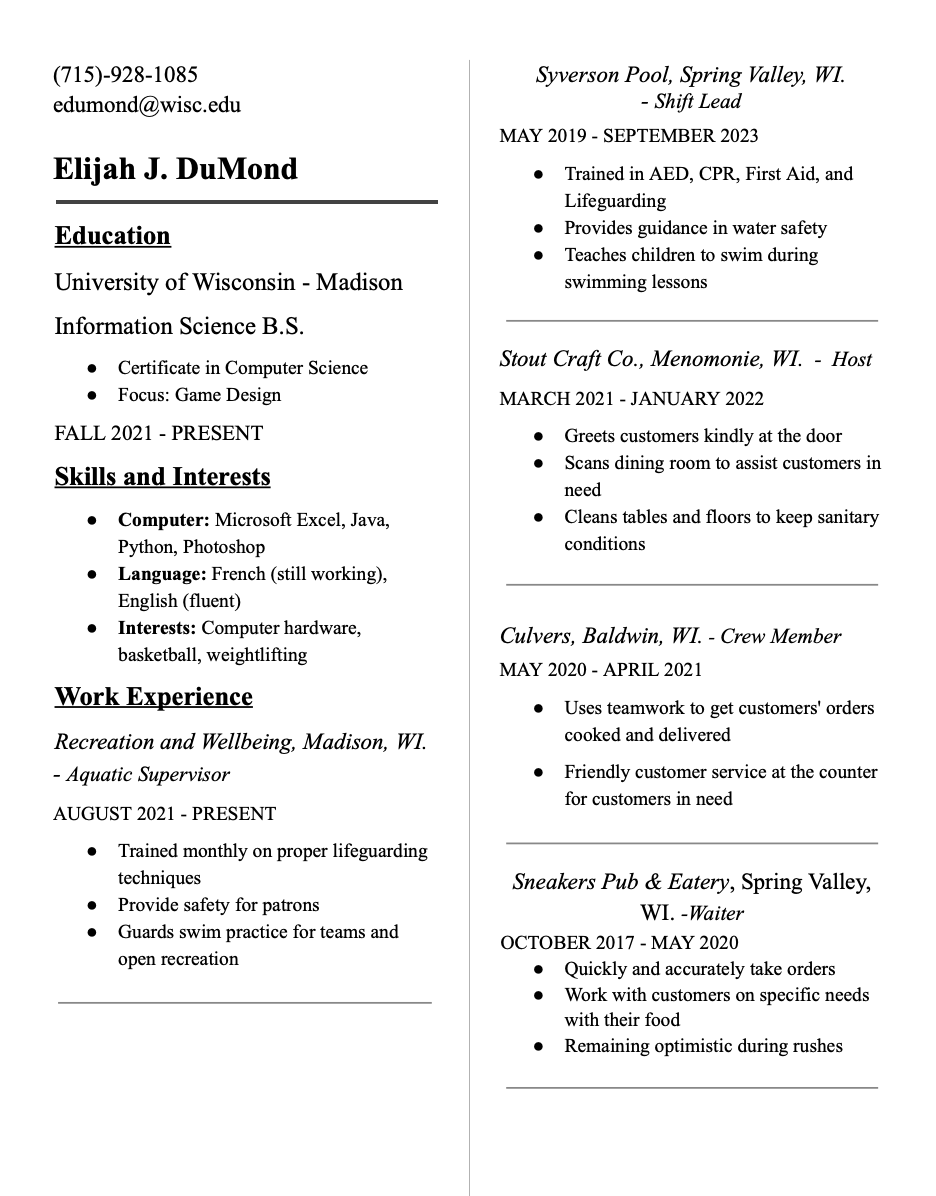 (715)-928-1085
edumond@wisc.edu
Elijah J. DuMond
Education
University of Wisconsin - Madison
Information Science B.S.
● Certificate in Computer Science
● Focus: Game Design
FALL 2021 - PRESENT
Skills and Interests
● Computer: Microsoft Excel, Java,
Python, Photoshop
● Language: French (still working),
English (fluent)
● Interests: Computer hardware,
basketball, weightlifting
Work Experience
Recreation and Wellbeing, Madison, WI.
- Aquatic Supervisor
AUGUST 2021 - PRESENT
● Trained monthly on proper lifeguarding
techniques
● Provide safety for patrons
● Guards swim practice for teams and
open recreation
Syverson Pool, Spring Valley, WI.
- Shift Lead
MAY 2019 - SEPTEMBER 2023
● Trained in AED, CPR, First Aid, and
Lifeguarding
● Provides guidance in water safety
● Teaches children to swim during
swimming lessons
Stout Craft Co., Menomonie, WI. - Host
MARCH 2021 - JANUARY 2022
● Greets customers kindly at the door
● Scans dining room to assist customers in
need
● Cleans tables and floors to keep sanitary
conditions
Culvers, Baldwin, WI. - Crew Member
MAY 2020 - APRIL 2021
● Uses teamwork to get customers' orders
cooked and delivered
● Friendly customer service at the counter
for customers in need
Sneakers Pub & Eatery, Spring Valley,
WI. -Waiter
OCTOBER 2017 - MAY 2020
● Quickly and accurately take orders
● Work with customers on specific needs
with their food
● Remaining optimistic during rushes